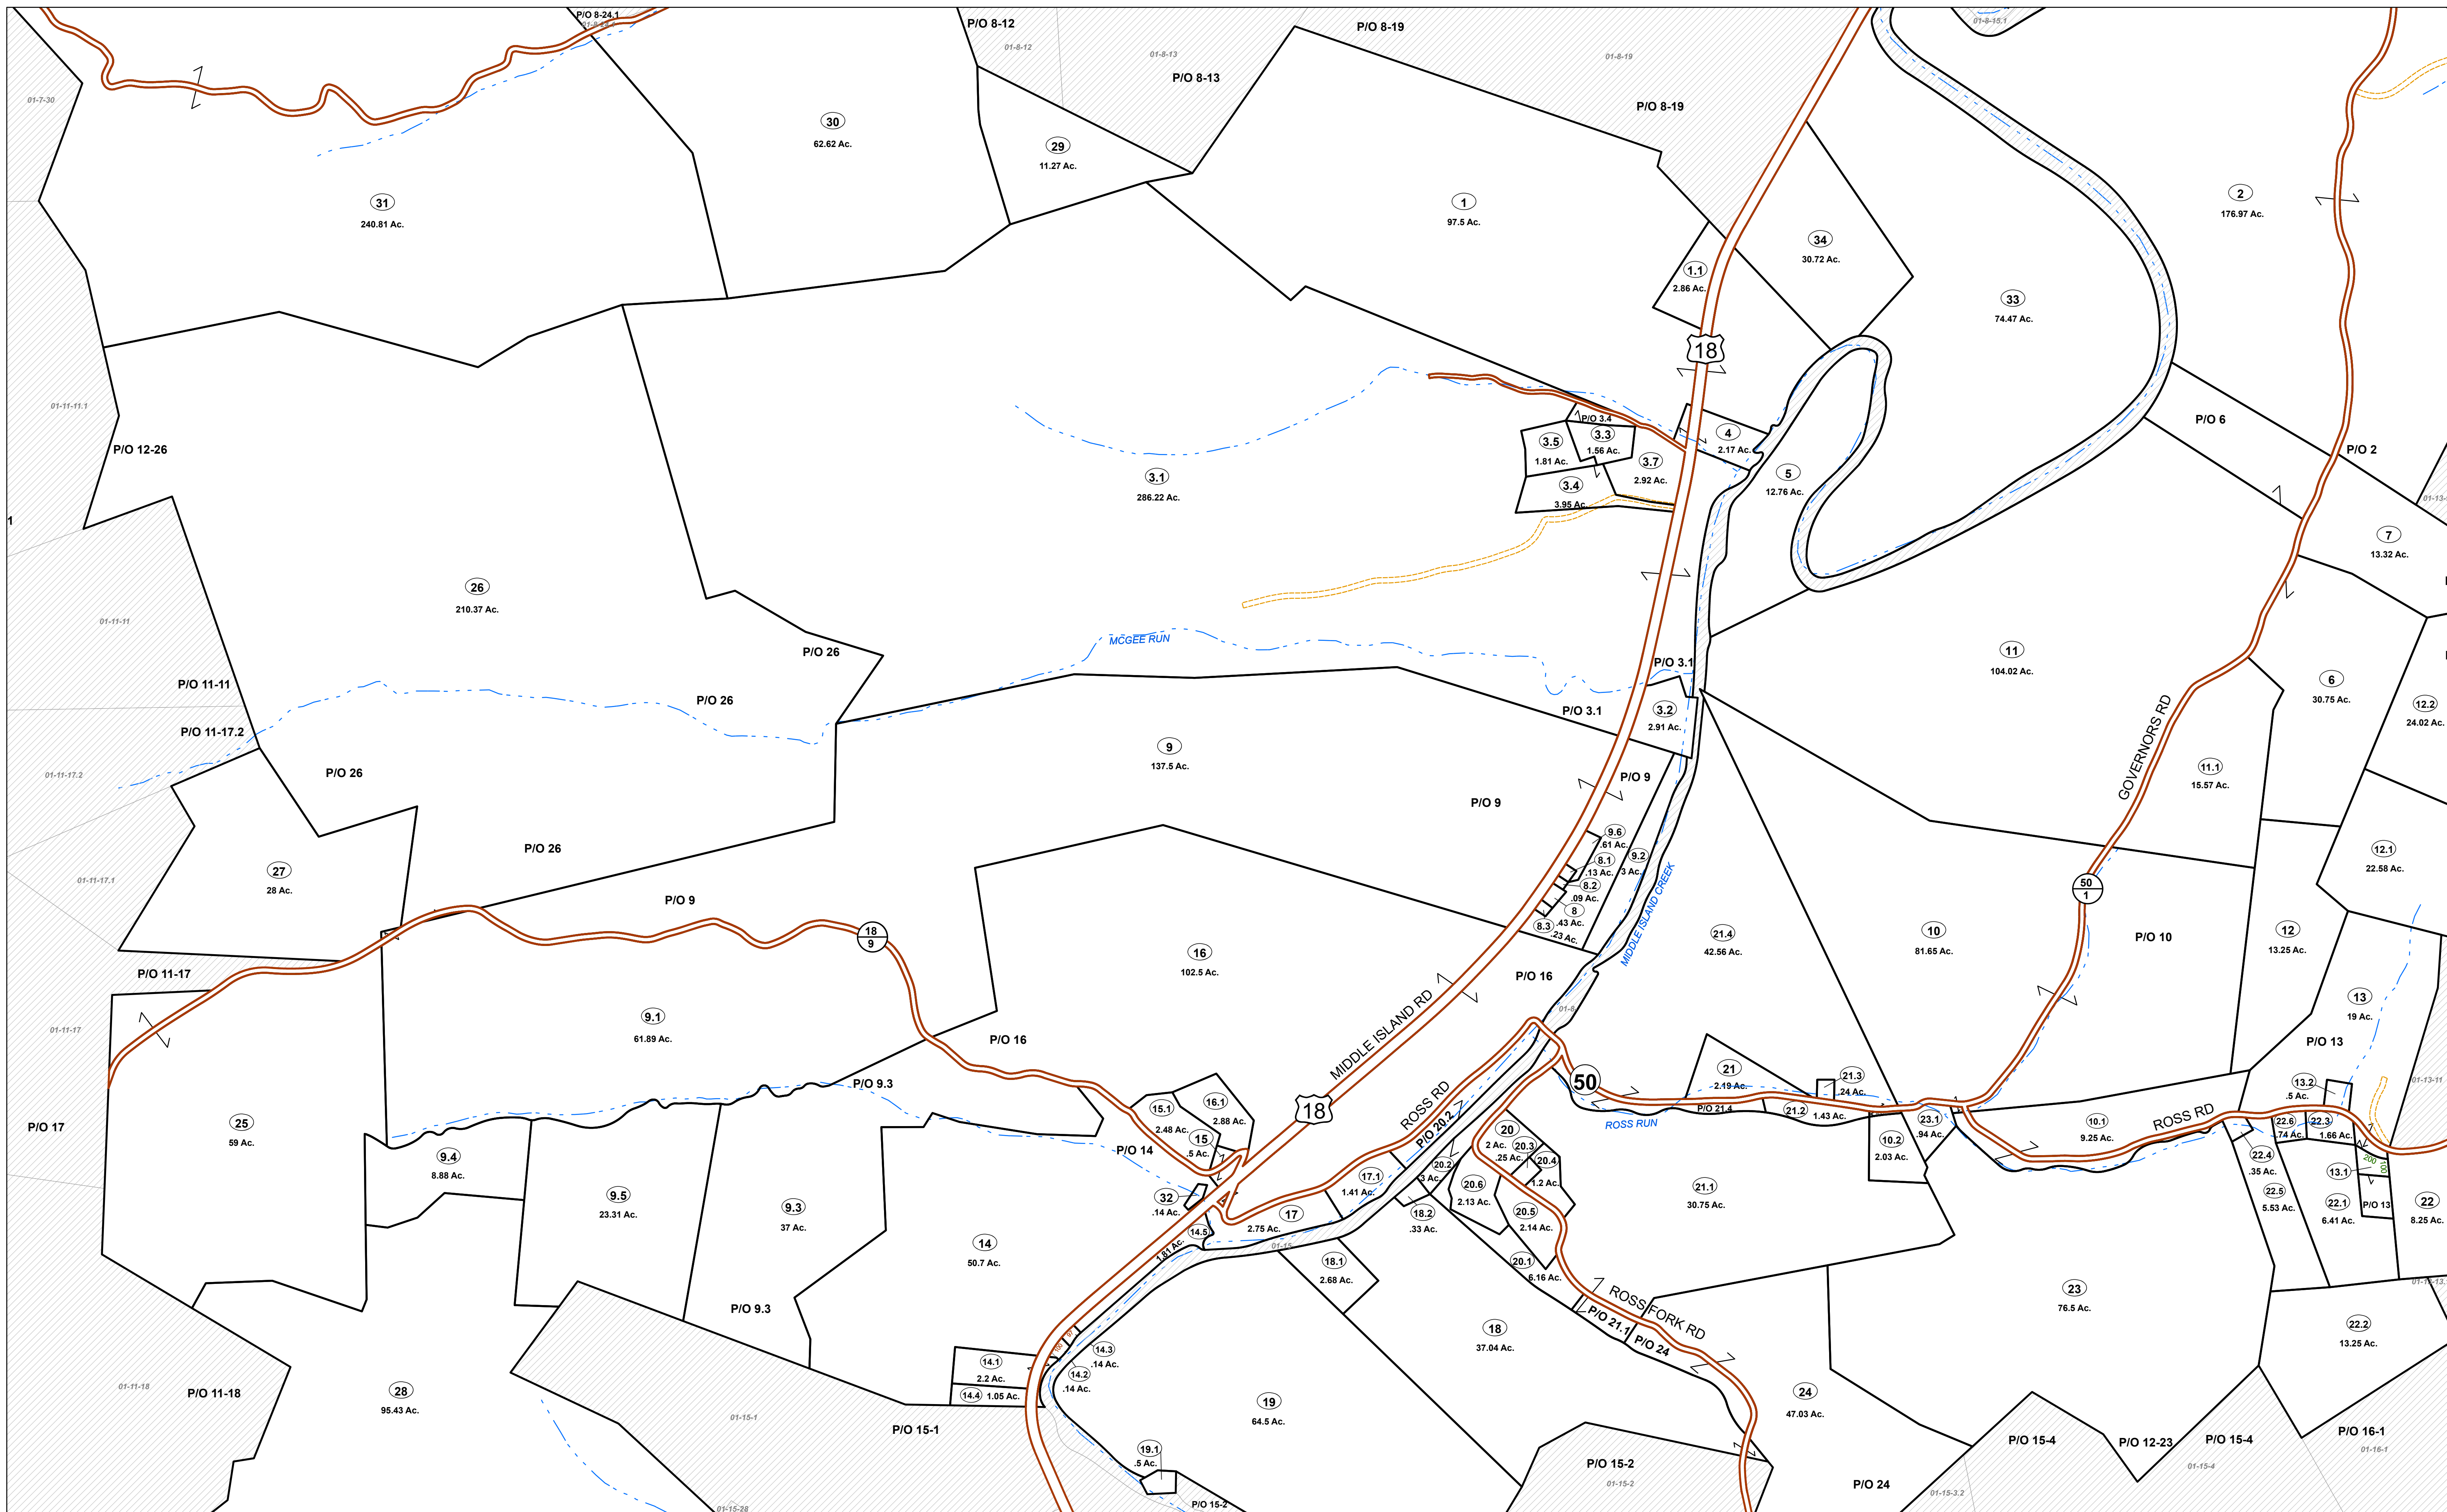 P/O 8-24.1
P/O 8-12
01-8-12
01-8-13
P/O 8-13
P/O 8-19
01-8-19
P/O 8-19
01-8-15.1
01-7-30
30
62.62 Ac.
29
11.27 Ac.
31
240.81 Ac.
1
97.5 Ac.
2
176.97 Ac.
34
30.72 Ac.
1.1
2.86 Ac.
33
74.47 Ac.
18
01-11-11.1
P/O 12-26
P/O 3.4
3.5
1.81 Ac.
3.3
1.56 Ac.
4
2.17 Ac.
P/O 6
P/O 2
3.7
2.92 Ac.
3.1
286.22 Ac.
3.4
3.95 Ac.
5
12.76 Ac.
7
13.32 Ac.
1
26
210.37 Ac.
01-11-11
MCGEE RUN
P/O 26
P/O 3.1
11
104.02 Ac.
P/O 11-11
P/O 26
P/O 3.1
3.2
2.91 Ac.
6
30.75 Ac.
12.2
24.02 Ac.
P/O 11-17.2
GOVERNORS RD
01-11-17.2
P/O 26
9
137.5 Ac.
P/O 9
P/O 9
11.1
15.57 Ac.
P/O 26
9.6
.61 Ac.
8.1
.13 Ac.
9.2
3 Ac.
8.2
.09 Ac.
8
.43 Ac.
8.3
.23 Ac.
12.1
22.58 Ac.
01-11-17.1
27
28 Ac.
P/O 9
50
1
MIDDLE ISLAND CREEK
18
9
16
102.5 Ac.
21.4
42.56 Ac.
10
81.65 Ac.
P/O 10
12
13.25 Ac.
P/O 11-17
P/O 16
13
19 Ac.
01-11-17
9.1
61.89 Ac.
P/O 16
MIDDLE ISLAND RD
P/O 13
P/O 9.3
21
2.19 Ac.
21.3
.24 Ac.
13.2
.5 Ac.
01-13-11
50
18
ROSS RD
15.1
2.48 Ac.
16.1
2.88 Ac.
P/O 21.4
21.2
1.43 Ac.
ROSS RUN
23.1
.94 Ac.
10.1
9.25 Ac.
ROSS RD
22.6
.74 Ac.
22.3
1.66 Ac.
25
59 Ac.
P/O 17
15
.5 Ac.
P/O 14
P/O 20.2
20
2 Ac.
20.3
.25 Ac.
20.4
1.2 Ac.
20.2
3 Ac.
10.2
2.03 Ac.
22.4
.35 Ac.
200
100
13.1
9.4
8.88 Ac.
9.5
23.31 Ac.
9.3
37 Ac.
32
.14 Ac.
17.1
1.41 Ac.
20.6
2.13 Ac.
21.1
30.75 Ac.
22.5
5.53 Ac.
22.1
6.41 Ac.
P/O 13
22
8.25 Ac.
17
2.75 Ac.
18.2
.33 Ac.
20.5
2.14 Ac.
14.5
1.81 Ac.
01-15
14
50.7 Ac.
18.1
2.68 Ac.
20.1
6.16 Ac.
23
76.5 Ac.
P/O 9.3
ROSS FORK RD
P/O 21.1
P/O 24
18
37.04 Ac.
22.2
13.25 Ac.
14.1
2.2 Ac.
14.4
1.05 Ac.
100
97
14.3
.14 Ac.
14.2
.14 Ac.
01-11-18
P/O 11-18
28
95.43 Ac.
19
64.5 Ac.
24
47.03 Ac.
01-15-1
P/O 15-1
19.1
.5 Ac.
P/O 15-2
01-15-2
P/O 15-4
P/O 12-23
P/O 15-4
P/O 16-1
01-16-1
01-15-4
P/O 24
01-15-3.2
01-15-28
P/O 15-2